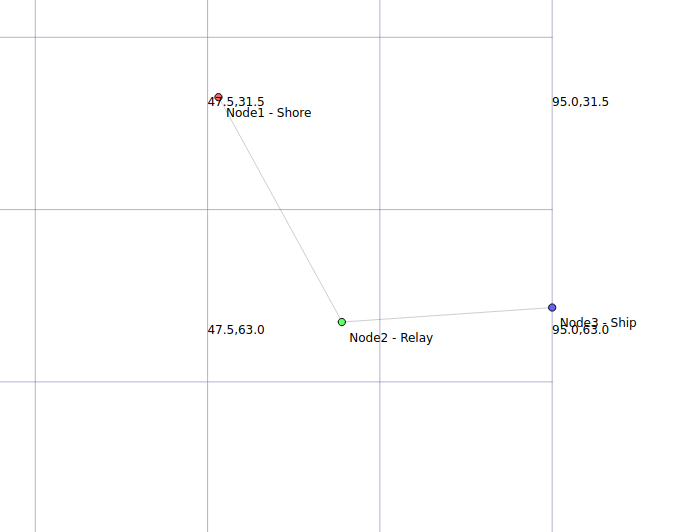 47.5,31.5
95.0,31.5
Node1 - Shore
Node3 - Ship
47.5,63.0
95.0,63.0
Node2 - Relay